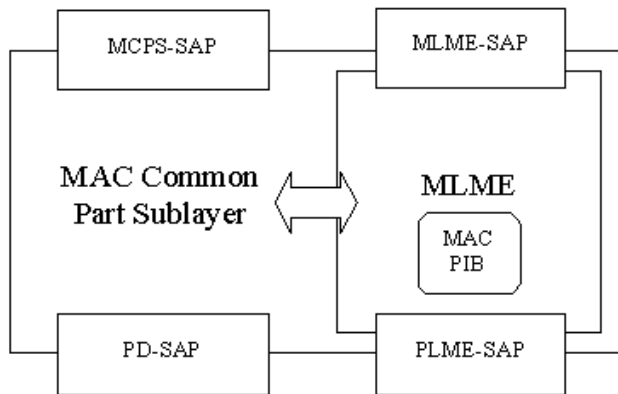 MCPS-SAP
MLME-SAP
MAC Common
Part Sublayer
MLME
MAC
PIB
PD-SAP
PLME-SAP